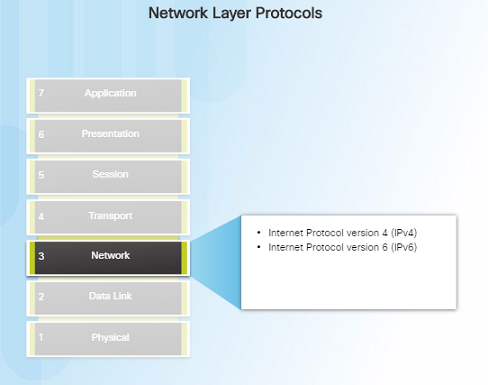 Network Layer Protocols
7 Application
6 Presentation
5 Session
4 Transport
3 Network
• Internet Protocol version 4 (IPv4)
• Internet Protocol version 6 (IPv6)
2 Data Link
1 Physical